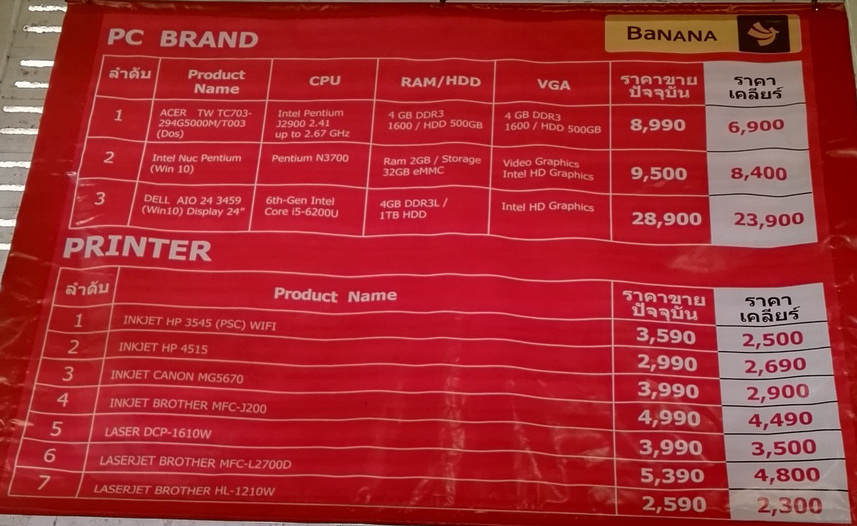 PC BRAND
BaNANA
ลำดับ Product Name CPU RAM/HDD VGA ราคาขายปัจจุบัน ราคาเคลียร์
1 ACER TW TC703-294G5000M/T003 (Dos) Intel Pentium J2900 2.41 up to 2.67 GHz 4 GB DDR3 1600 / HDD 500GB 4 GB DDR3 1600 / HDD 500GB 8,990 6,900
2 Intel Nuc Pentium (Win 10) Pentium N3700 Ram 2GB / Storage 32GB eMMC Video Graphics Intel HD Graphics 9,500 8,400
3 DELL AIO 24 3459 (Win10) Display 24" 6th-Gen Intel Core i5-6200U 4GB DDR3L / 1TB HDD Intel HD Graphics 28,900 23,900
PRINTER
ลำดับ Product Name ราคาขายปัจจุบัน ราคาเคลียร์
1 INKJET HP 3545 (PSC) WIFI 3,590 2,500
2 INKJET HP 4515 2,990 2,690
3 INKJET CANON MG5670 3,990 2,900
4 INKJET BROTHER MFC-J200 4,990 4,490
5 LASER DCP-1610W 3,990 3,500
6 LASERJET BROTHER MFC-L2700D 5,390 4,800
7 LASERJET BROTHER HL-1210W 2,590 2,300